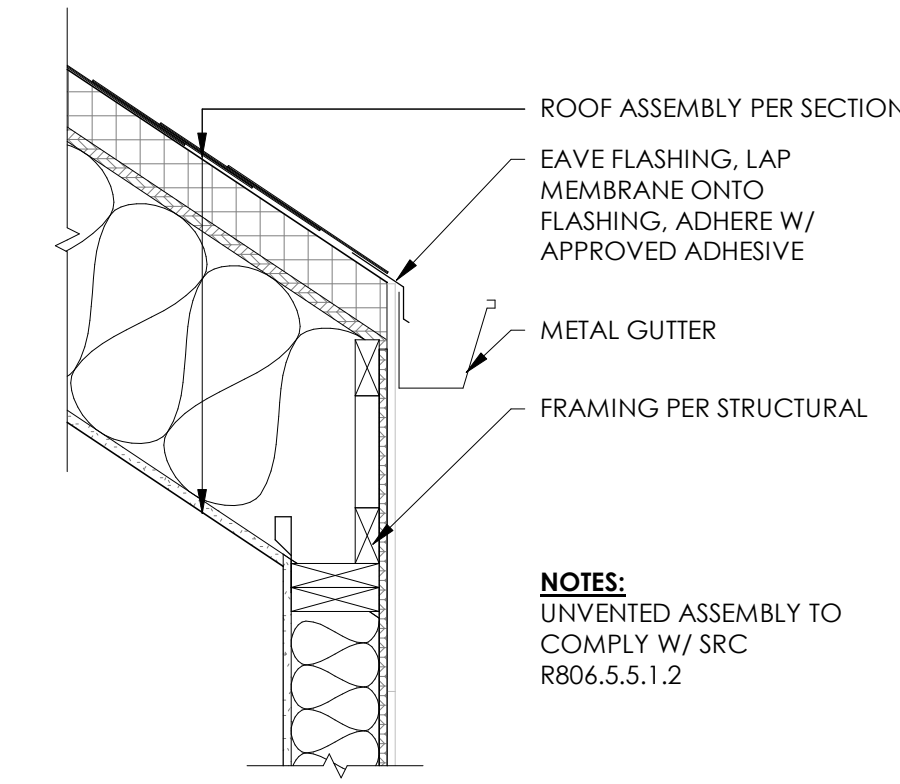 ROOF ASSEMBLY PER SECTION
EAVE FLASHING, LAP
MEMBRANE ONTO
FLASHING, ADHERE W/
APPROVED ADHESIVE
METAL GUTTER
FRAMING PER STRUCTURAL
NOTES:
UNVENTED ASSEMBLY TO
COMPLY W/ SRC
R806.5.5.1.2